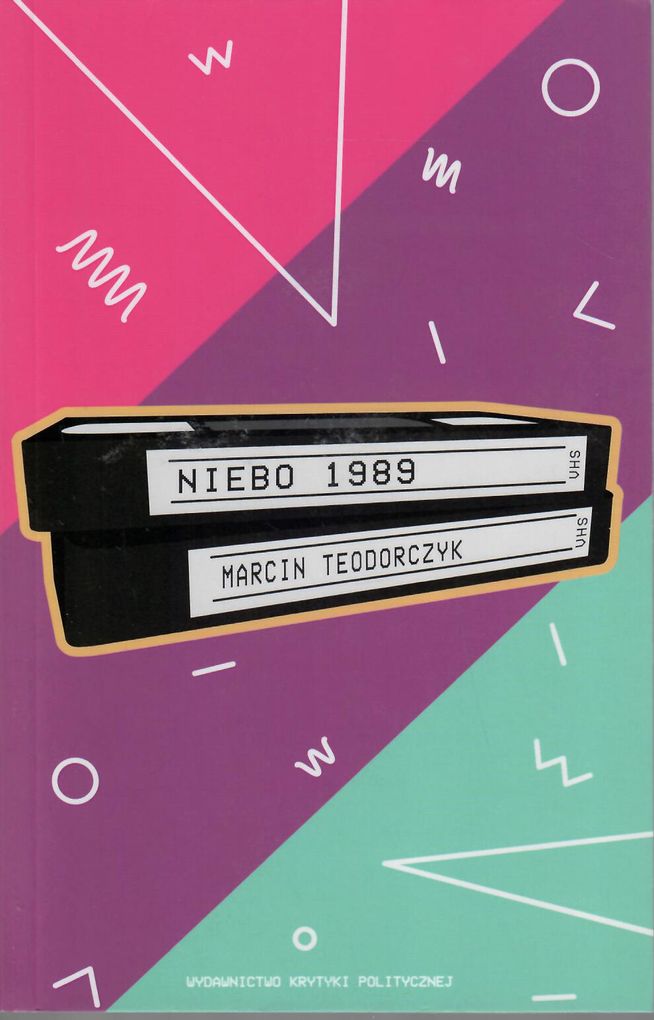 NIEBO 1989
VHS
MARCIN TEODORCZYK
VHS
WYDAWNICTWO KRYTYKI POLITYCZNEJ